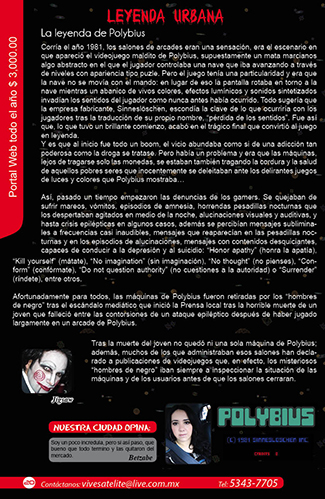 LEYENDA URBANA
La leyenda de Polybius
Corría el año 1981, los salones de arcades eran una sensación, era el escenario en
que apareció el videojuego maldito de Polybius, supuestamente un mata marcianos
algo abstracto en el que el jugador controlaba una nave que iba avanzando a través
de niveles con apariencia tipo puzle. Pero el juego tenía una particularidad y era que
la nave no se movía con el mando: en lugar de eso la pantalla rotaba en torno a la
nave mientras un abanico de vivos colores, efectos lumínicos y sonidos sintetizados
invadían los sentidos del jugador como nunca antes había ocurrido. Todo sugería que
la empresa fabricante, Sinneslöschen, escondía la clave de lo que ocurriría con los
jugadores tras la traducción de su propio nombre, "pérdida de los sentidos". Fue así
que, lo que tuvo un brillante comienzo, acabó en el trágico final que convirtió al juego
en leyenda.
Y es que al inicio fue todo un boom, el vicio abundaba como si de una adicción tan
poderosa como la droga se tratase. Pero había un problema y era que las máquinas,
lejos de tragarse solo las monedas, se estaban también tragando la cordura y la salud
de aquellos pobres seres que inocentemente se deleitaban ante los delirantes juegos
de luces y colores que Polybius mostraba…
Así, pasado un tiempo empezaron las denuncias de los gamers. Se quejaban de
sufrir mareos, vómitos, episodios de amnesia, horrendas pesadillas nocturnas que
los despertaban agitados en medio de la noche, alucinaciones visuales y auditivas, y
hasta crisis epilépticas en algunos casos, además se percibían mensajes sublimina-
les a frecuencias casi inaudibles, mensajes que reaparecían en las pesadillas noc-
turnas y en los episodios de alucinaciones, mensajes con contenidos desquiciantes,
capaces de conducir a la depresión y al suicidio: "Honor apathy" (honra la apatía),
"Kill yourself" (mátate), "No imagination" (sin imaginación), "No thought" (no pienses), "Con-
form" (confórmate), "Do not question authority" (no cuestiones a la autoridad) o "Surrender"
(ríndete), entre otros.
Afortunadamente para todos, las máquinas de Polybius fueron retiradas por los "hombres
de negro" tras el escándalo mediático que inició la Prensa local tras la horrible muerte de un
joven que falleció entre las contorsiones de un ataque epiléptico después de haber jugado
largamente en un arcade de Polybius.
Tras la muerte del joven no quedó ni una sola máquina de Polybius;
además, muchos de los que administraban esos salones han decla-
rado a publicaciones de videojuegos que, en efecto, los misteriosos
"hombres de negro" iban siempre a inspeccionar la situación de las
máquinas y de los usuarios antes de que los salones cerraran.
Jigsaw
NUESTRA CIUDAD OPINA:
Soy un poco incredula, pero si así paso, que
bueno que todo termino y las quitaron del
mercado.
Betzabe
POLYBIUS
(C) 1981 SINNESLOSCHEN INC.
CREDITS 0
Portal Web todo el año $ 3,000.00
20
Contáctanos: vivesatelite@live.com.mx
Tel: 5343-7705